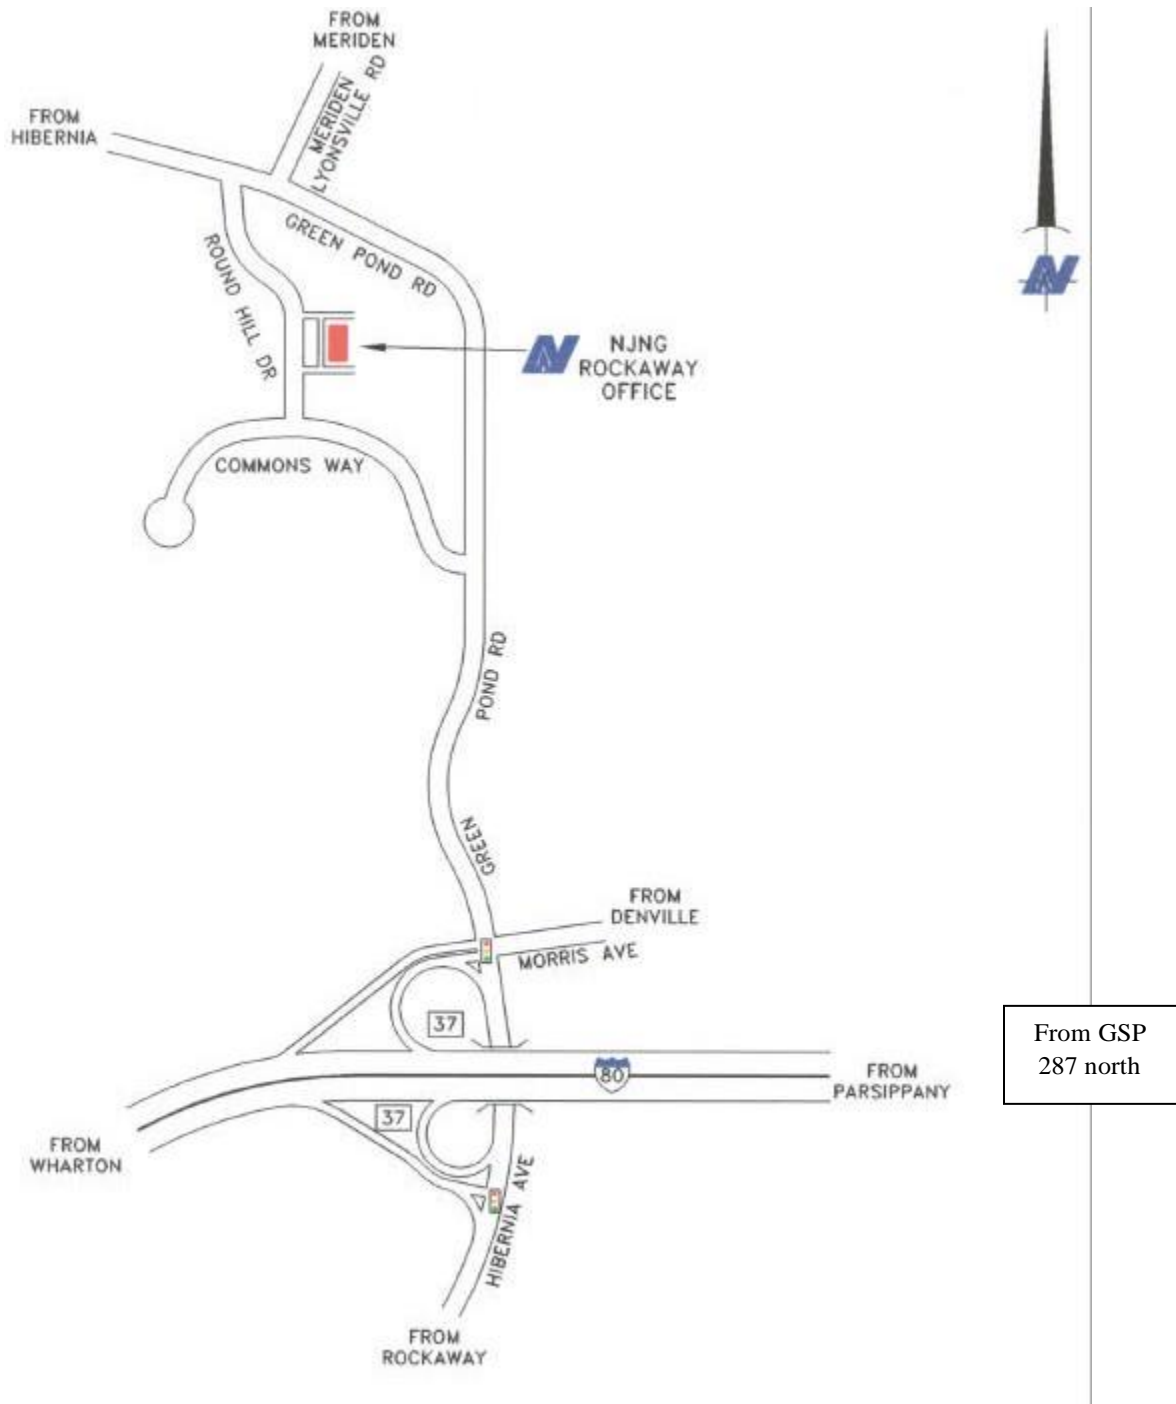 FROM
MERIDEN
FROM
HIBERNIA
MERIDEN
LYONSVILLE RD
GREEN POND RD
ROUND HILL DR
NJNG
ROCKAWAY
OFFICE
COMMONS WAY
GREEN POND RD
FROM
DENVILLE
MORRIS AVE
37
80
FROM
PARSIPPANY
From GSP
287 north
37
FROM
WHARTON
HIBERNIA AVE
FROM
ROCKAWAY